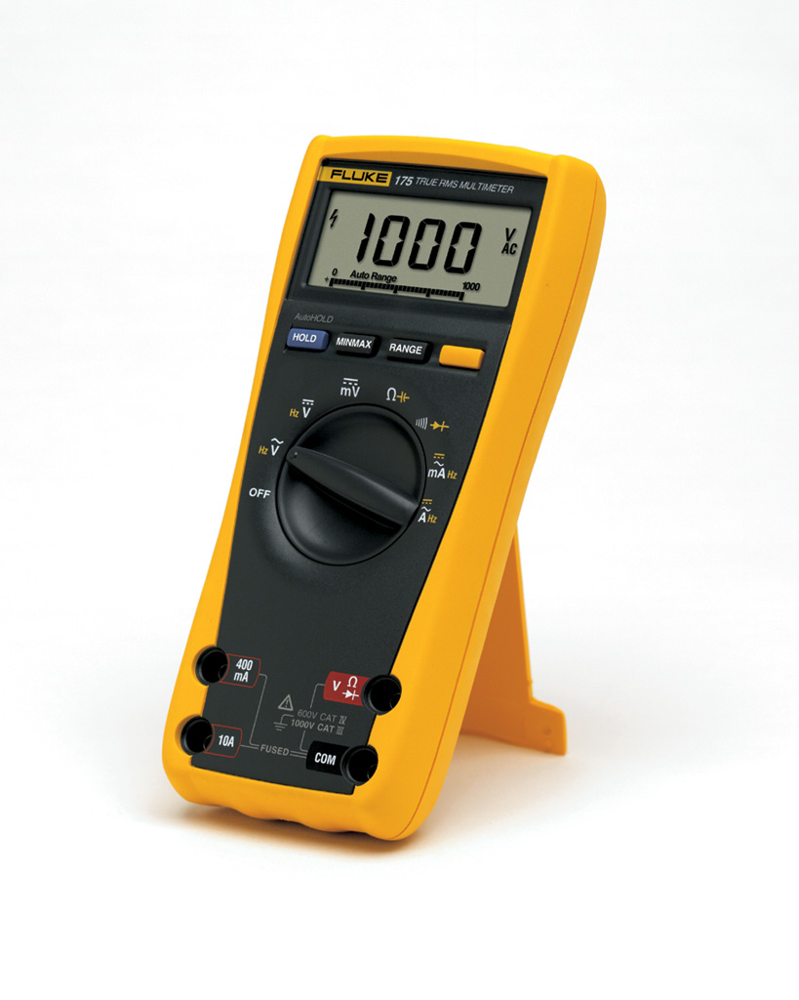 FLUKE 175 TRUE RMS MULTIMETER
1000 V AC
0 Auto Range 1000
AutoHOLD
HOLD MINMAX RANGE
mV
Ω
Hz V
Hz V
mA Hz
OFF
A Hz
400 mA
V Ω
600V CAT IV
1000V CAT III
10A
FUSED
COM